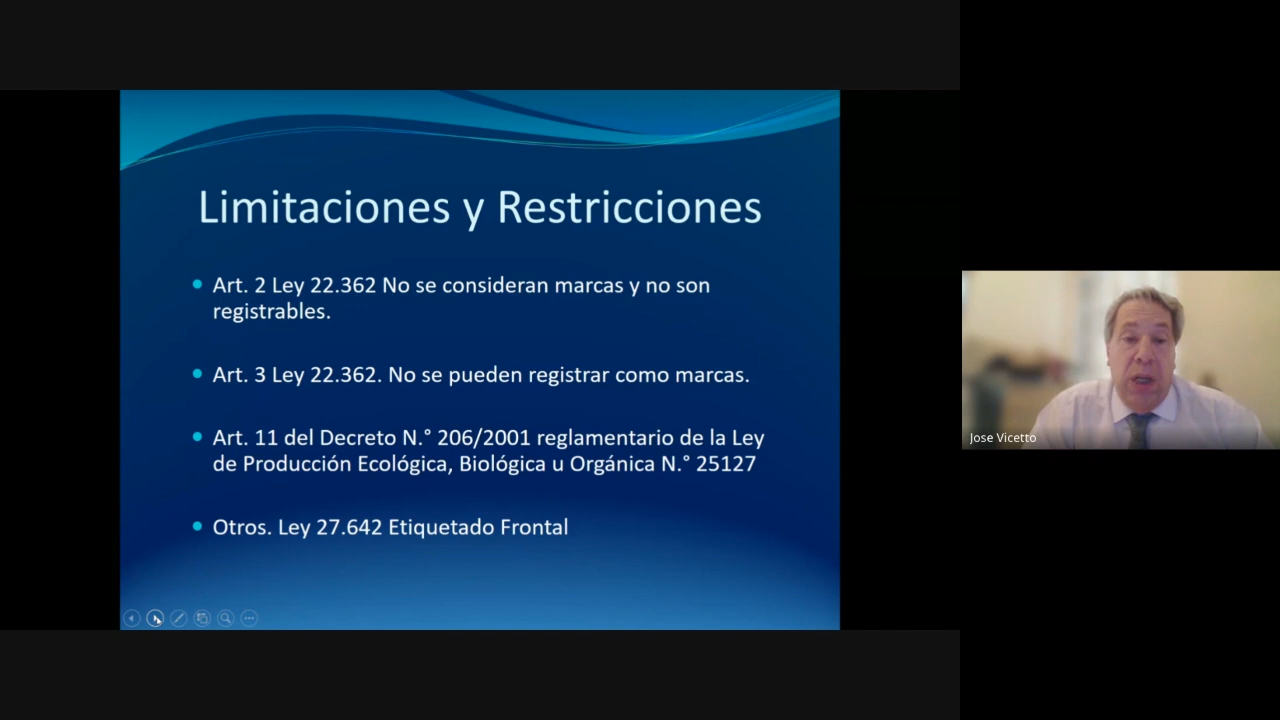 Limitaciones y Restricciones
Art. 2 Ley 22.362 No se consideran marcas y no son
registrables.
Art. 3 Ley 22.362. No se pueden registrar como marcas.
Art. 11 del Decreto N.° 206/2001 reglamentario de la Ley
de Producción Ecológica, Biológica u Orgánica N.° 25127
Otros. Ley 27.642 Etiquetado Frontal
Jose Vicetto